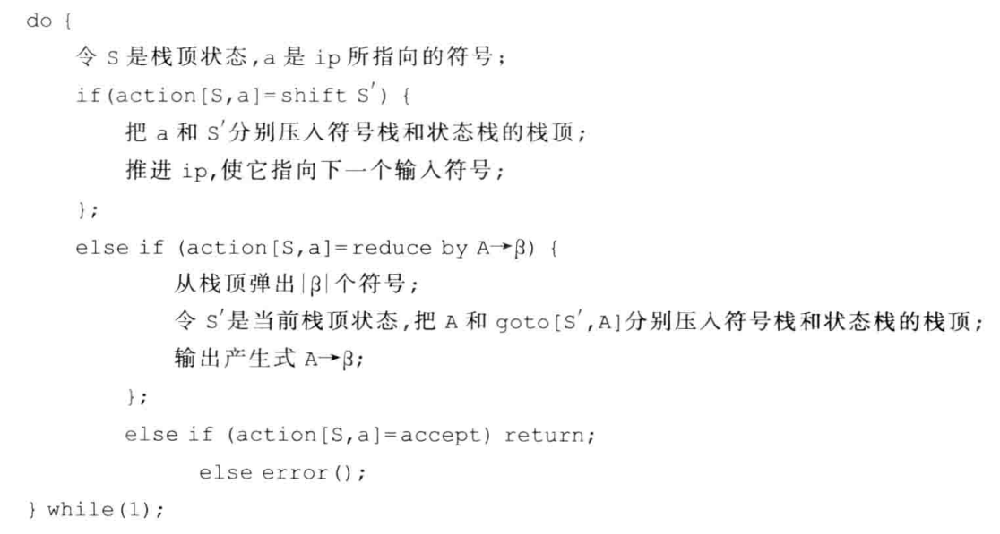 do {
令 S 是栈顶状态,a 是 ip 所指向的符号;
if(action[S,a]=shift S′) {
把 a 和 S′分别压入符号栈和状态栈的栈顶;
推进 ip,使它指向下一个输入符号;
};
else if (action[S,a]=reduce by A→β) {
从栈顶弹出|β|个符号;
令 S′是当前栈顶状态,把 A 和 goto[S′,A]分别压入符号栈和状态栈的栈顶;
输出产生式 A→β;
};
else if (action[S,a]=accept) return;
else error();
} while(1);